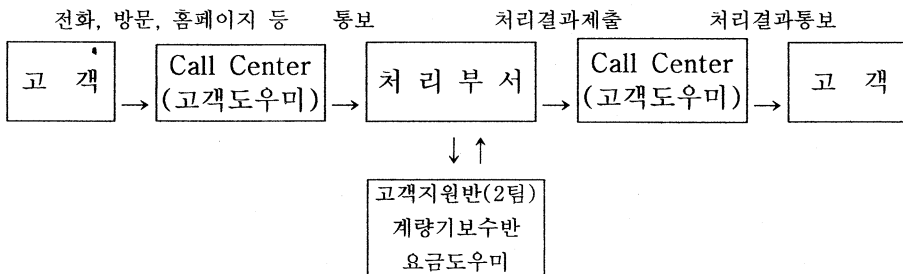 전화, 방문, 홈페이지 등 통보 처리결과제출 처리결과통보
고 객 → Call Center (고객도우미) → 처 리 부 서 → Call Center (고객도우미) → 고 객
↓ ↑
고객지원반(2팀)
계량기보수반
요금도우미